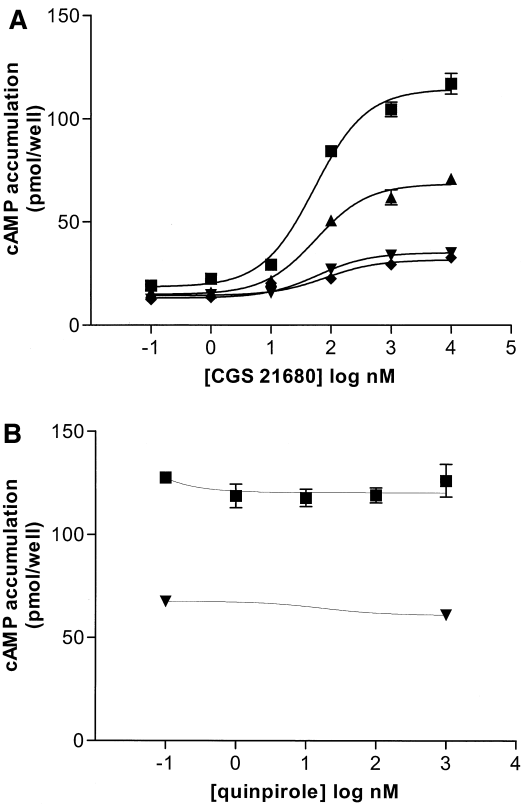 A
cAMP accumulation
(pmol/well)
150
100
50
0
-1 0 1 2 3 4 5
[CGS 21680] log nM
B
cAMP accumulation
(pmol/well)
150
100
50
0
-1 0 1 2 3 4
[quinpirole] log nM